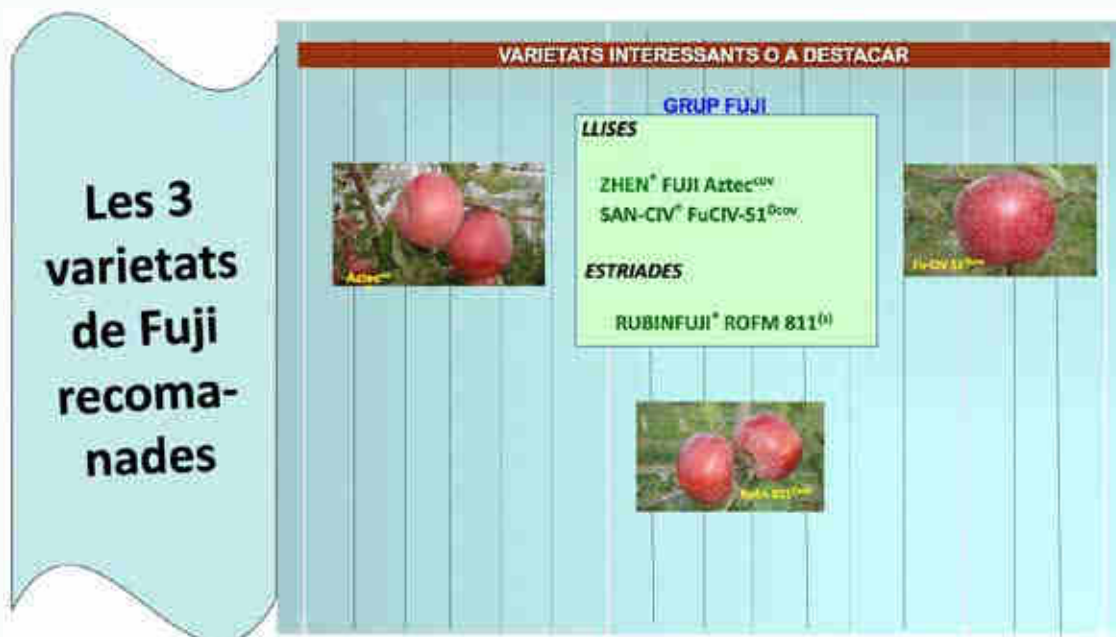 Les 3
varietats
de Fuji
recoma-
nades
VARIETATS INTERESSANTS O A DESTACAR
GRUP FUJI
LLISES
ZHEN® FUJI Aztec
SAN-CIV® FuCIV-51
ESTRIADES
RUBINFUJI® ROFM 811
Aztec